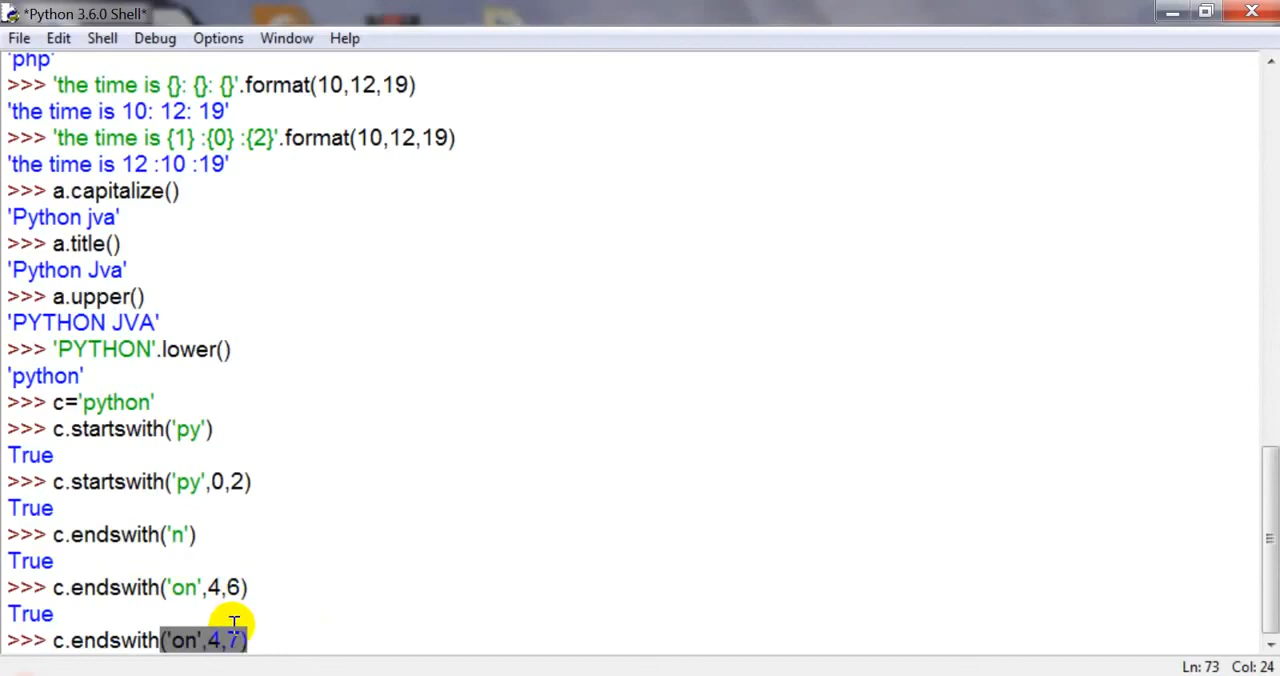 *Python 3.6.0 Shell*
File Edit Shell Debug Options Window Help
'php'
>>> 'the time is {}: {}: {}'.format(10,12,19)
'the time is 10: 12: 19'
>>> 'the time is {1} :{0} :{2}'.format(10,12,19)
'the time is 12 :10 :19'
>>> a.capitalize()
'Python jva'
>>> a.title()
'Python Jva'
>>> a.upper()
'PYTHON JVA'
>>> 'PYTHON'.lower()
'python'
>>> c='python'
>>> c.startswith('py')
True
>>> c.startswith('py',0,2)
True
>>> c.endswith('n')
True
>>> c.endswith('on',4,6)
True
>>> c.endswith('on',4,7)
Ln: 73 Col: 24